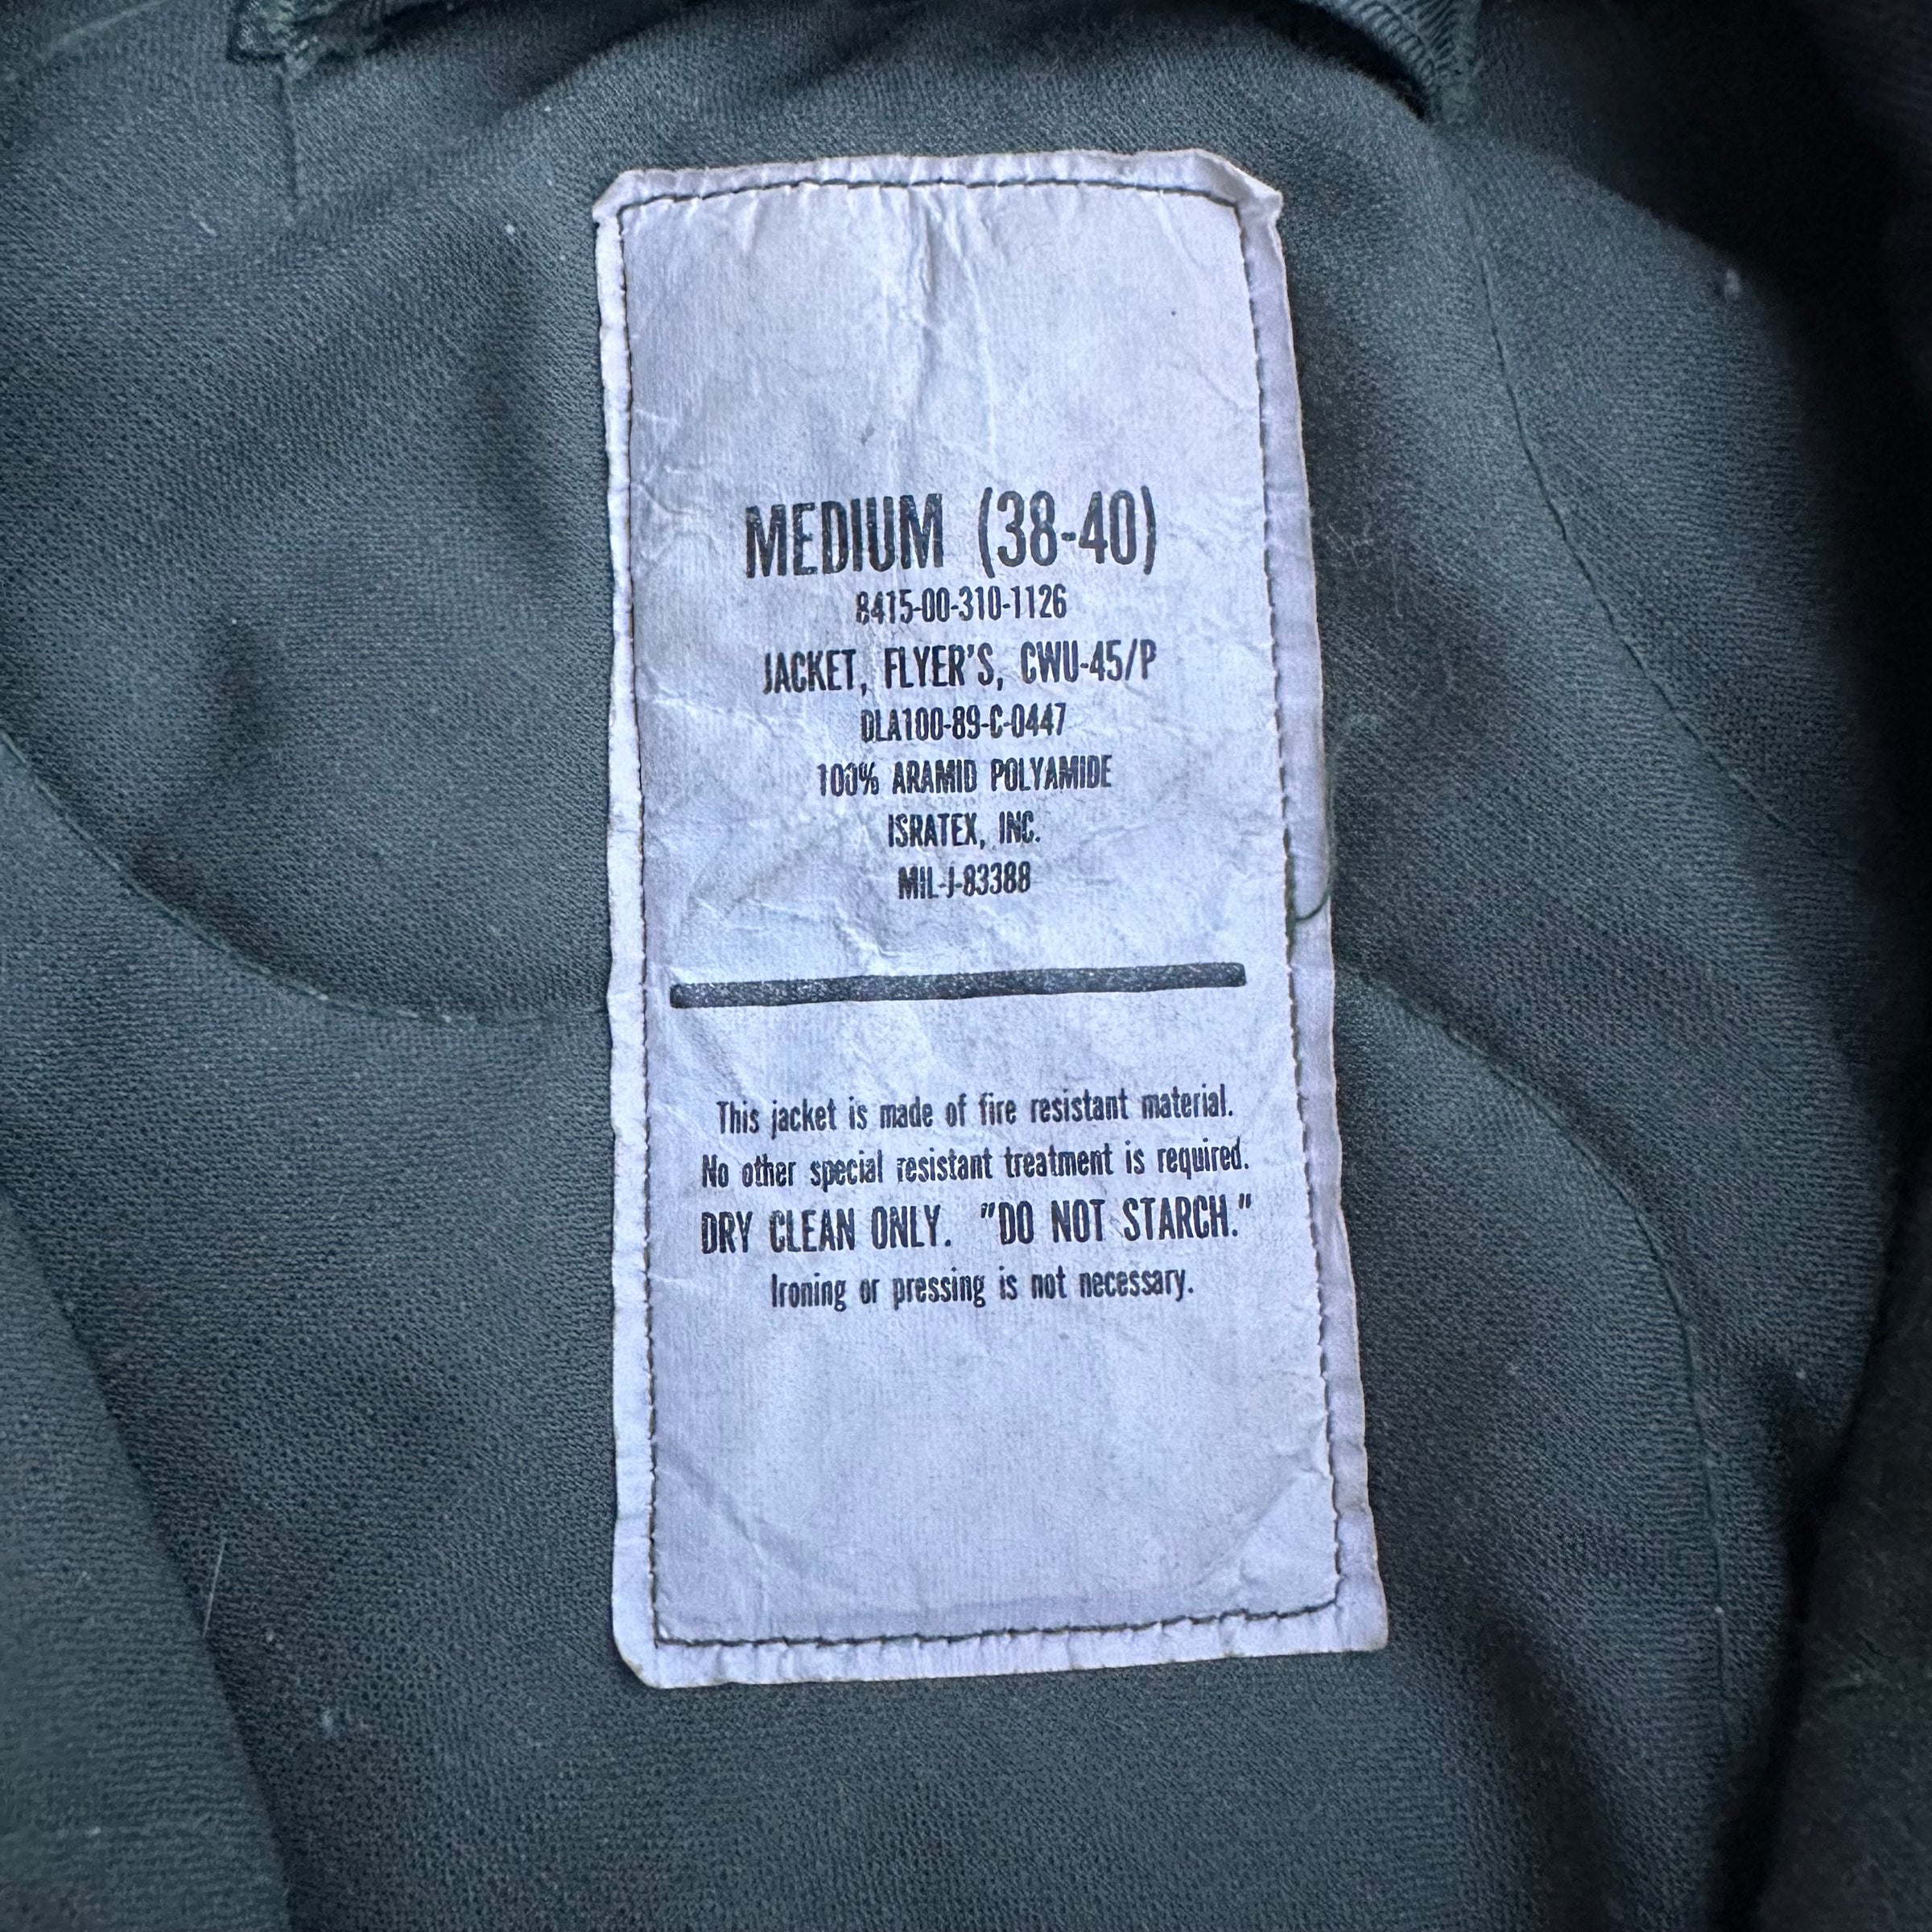 MEDIUM (38-40)
8415-00-310-1126
JACKET, FLYER'S, CWU-45/P
DLA100-89-C-0447
100% ARAMID POLYAMIDE
ISRATEX, INC.
MIL-J-83388
This jacket is made of fire resistant material.
No other special resistant treatment is required.
DRY CLEAN ONLY. "DO NOT STARCH."
Ironing or pressing is not necessary.